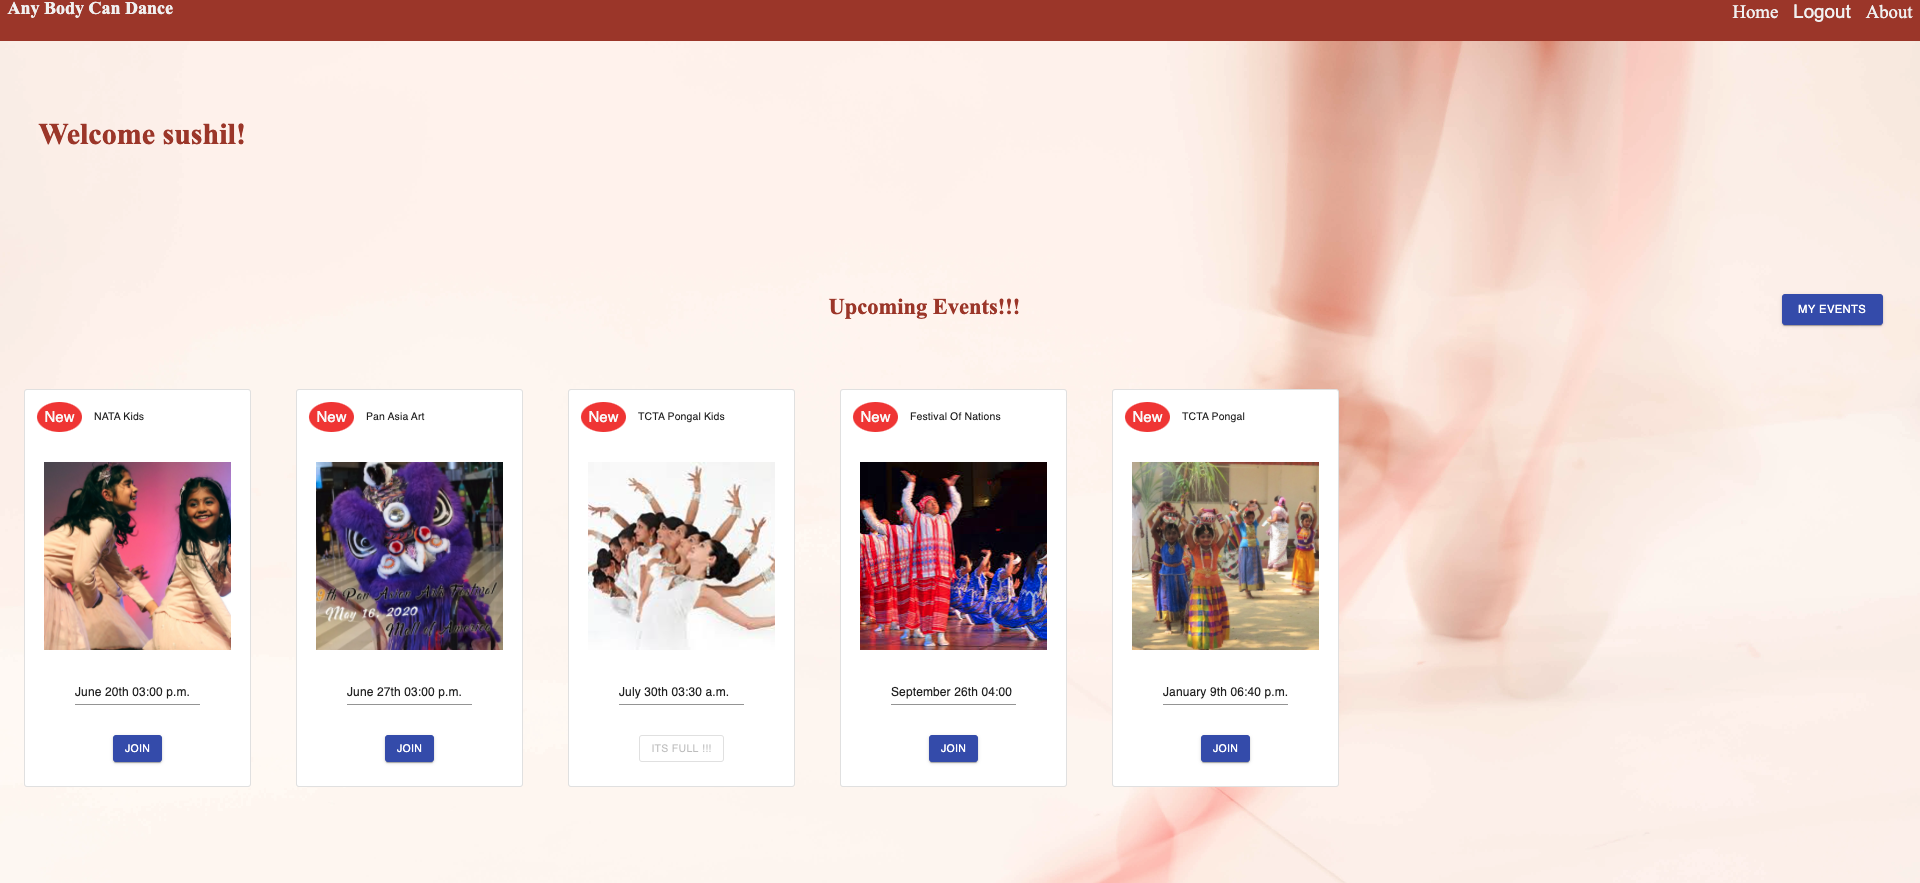 Any Body Can Dance
Home Logout About
Welcome sushil!
Upcoming Events!!!
MY EVENTS
New NATA Kids
New Pan Asia Art
New TCTA Pongal Kids
New Festival Of Nations
New TCTA Pongal
th Pan Asian Arts Festival
May 16, 2020
Mall of America
June 20th 03:00 p.m.
June 27th 03:00 p.m.
July 30th 03:30 a.m.
September 26th 04:00
January 9th 06:40 p.m.
JOIN
JOIN
ITS FULL !!!
JOIN
JOIN